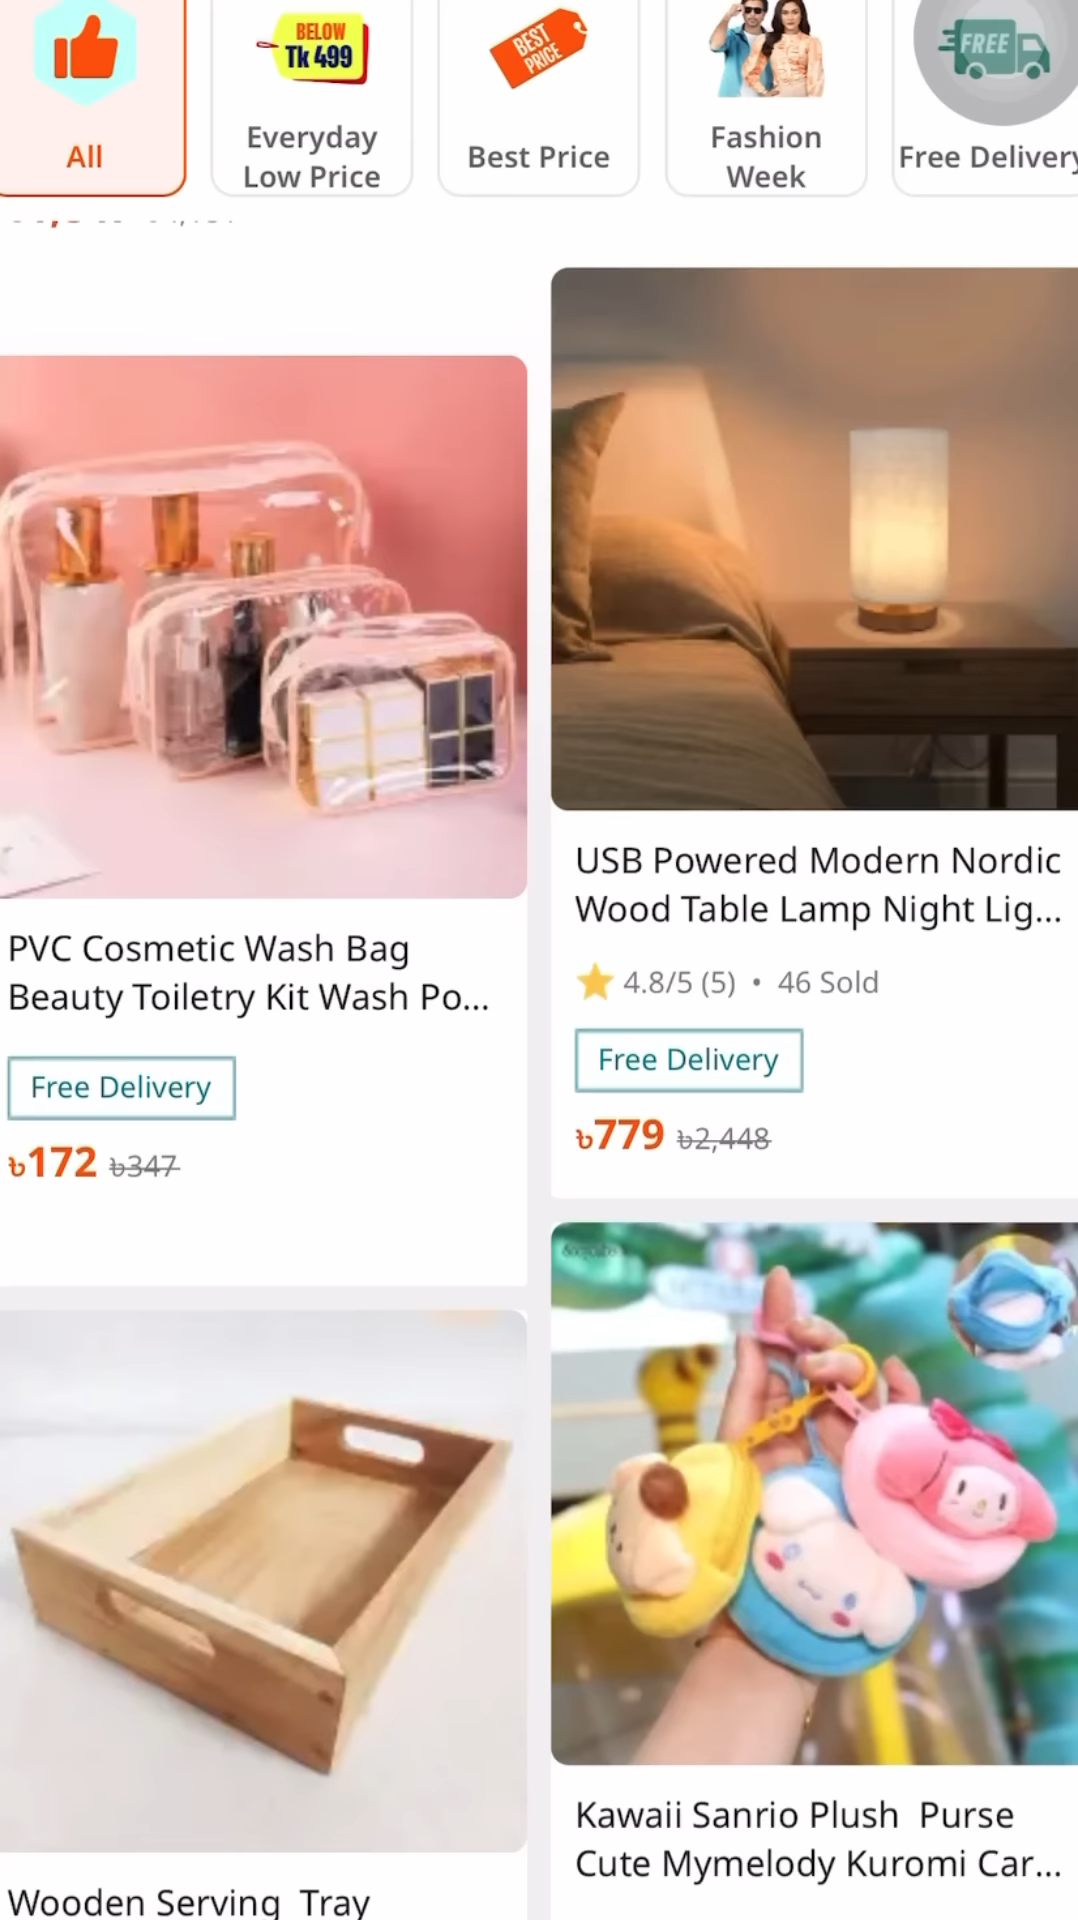 All
BELOW
Tk 499
Everyday
Low Price
BEST
PRICE
Best Price
Fashion
Week
FREE
Free Delivery
PVC Cosmetic Wash Bag
Beauty Toiletry Kit Wash Po...
Free Delivery
৳172 ৳347
USB Powered Modern Nordic
Wood Table Lamp Night Lig...
4.8/5 (5) • 46 Sold
Free Delivery
৳779 ৳2,448
Wooden Serving Tray
Kawaii Sanrio Plush Purse
Cute Mymelody Kuromi Car...